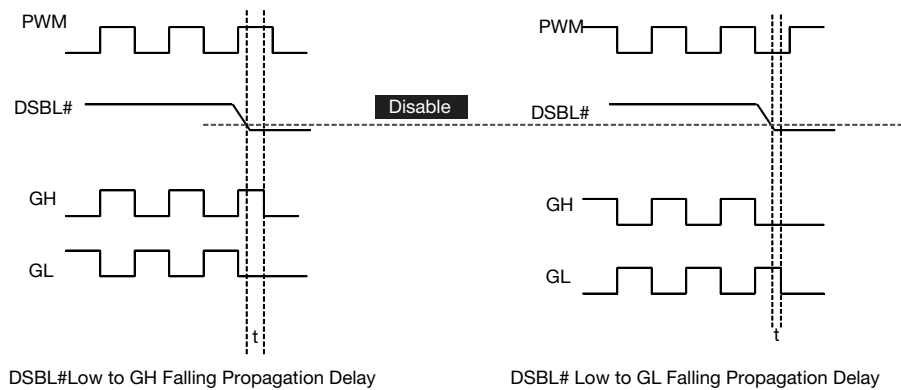 PWM
DSBL#
GH
GL
t
DSBL#Low to GH Falling Propagation Delay
Disable
PWM
DSBL#
GH
GL
t
DSBL# Low to GL Falling Propagation Delay